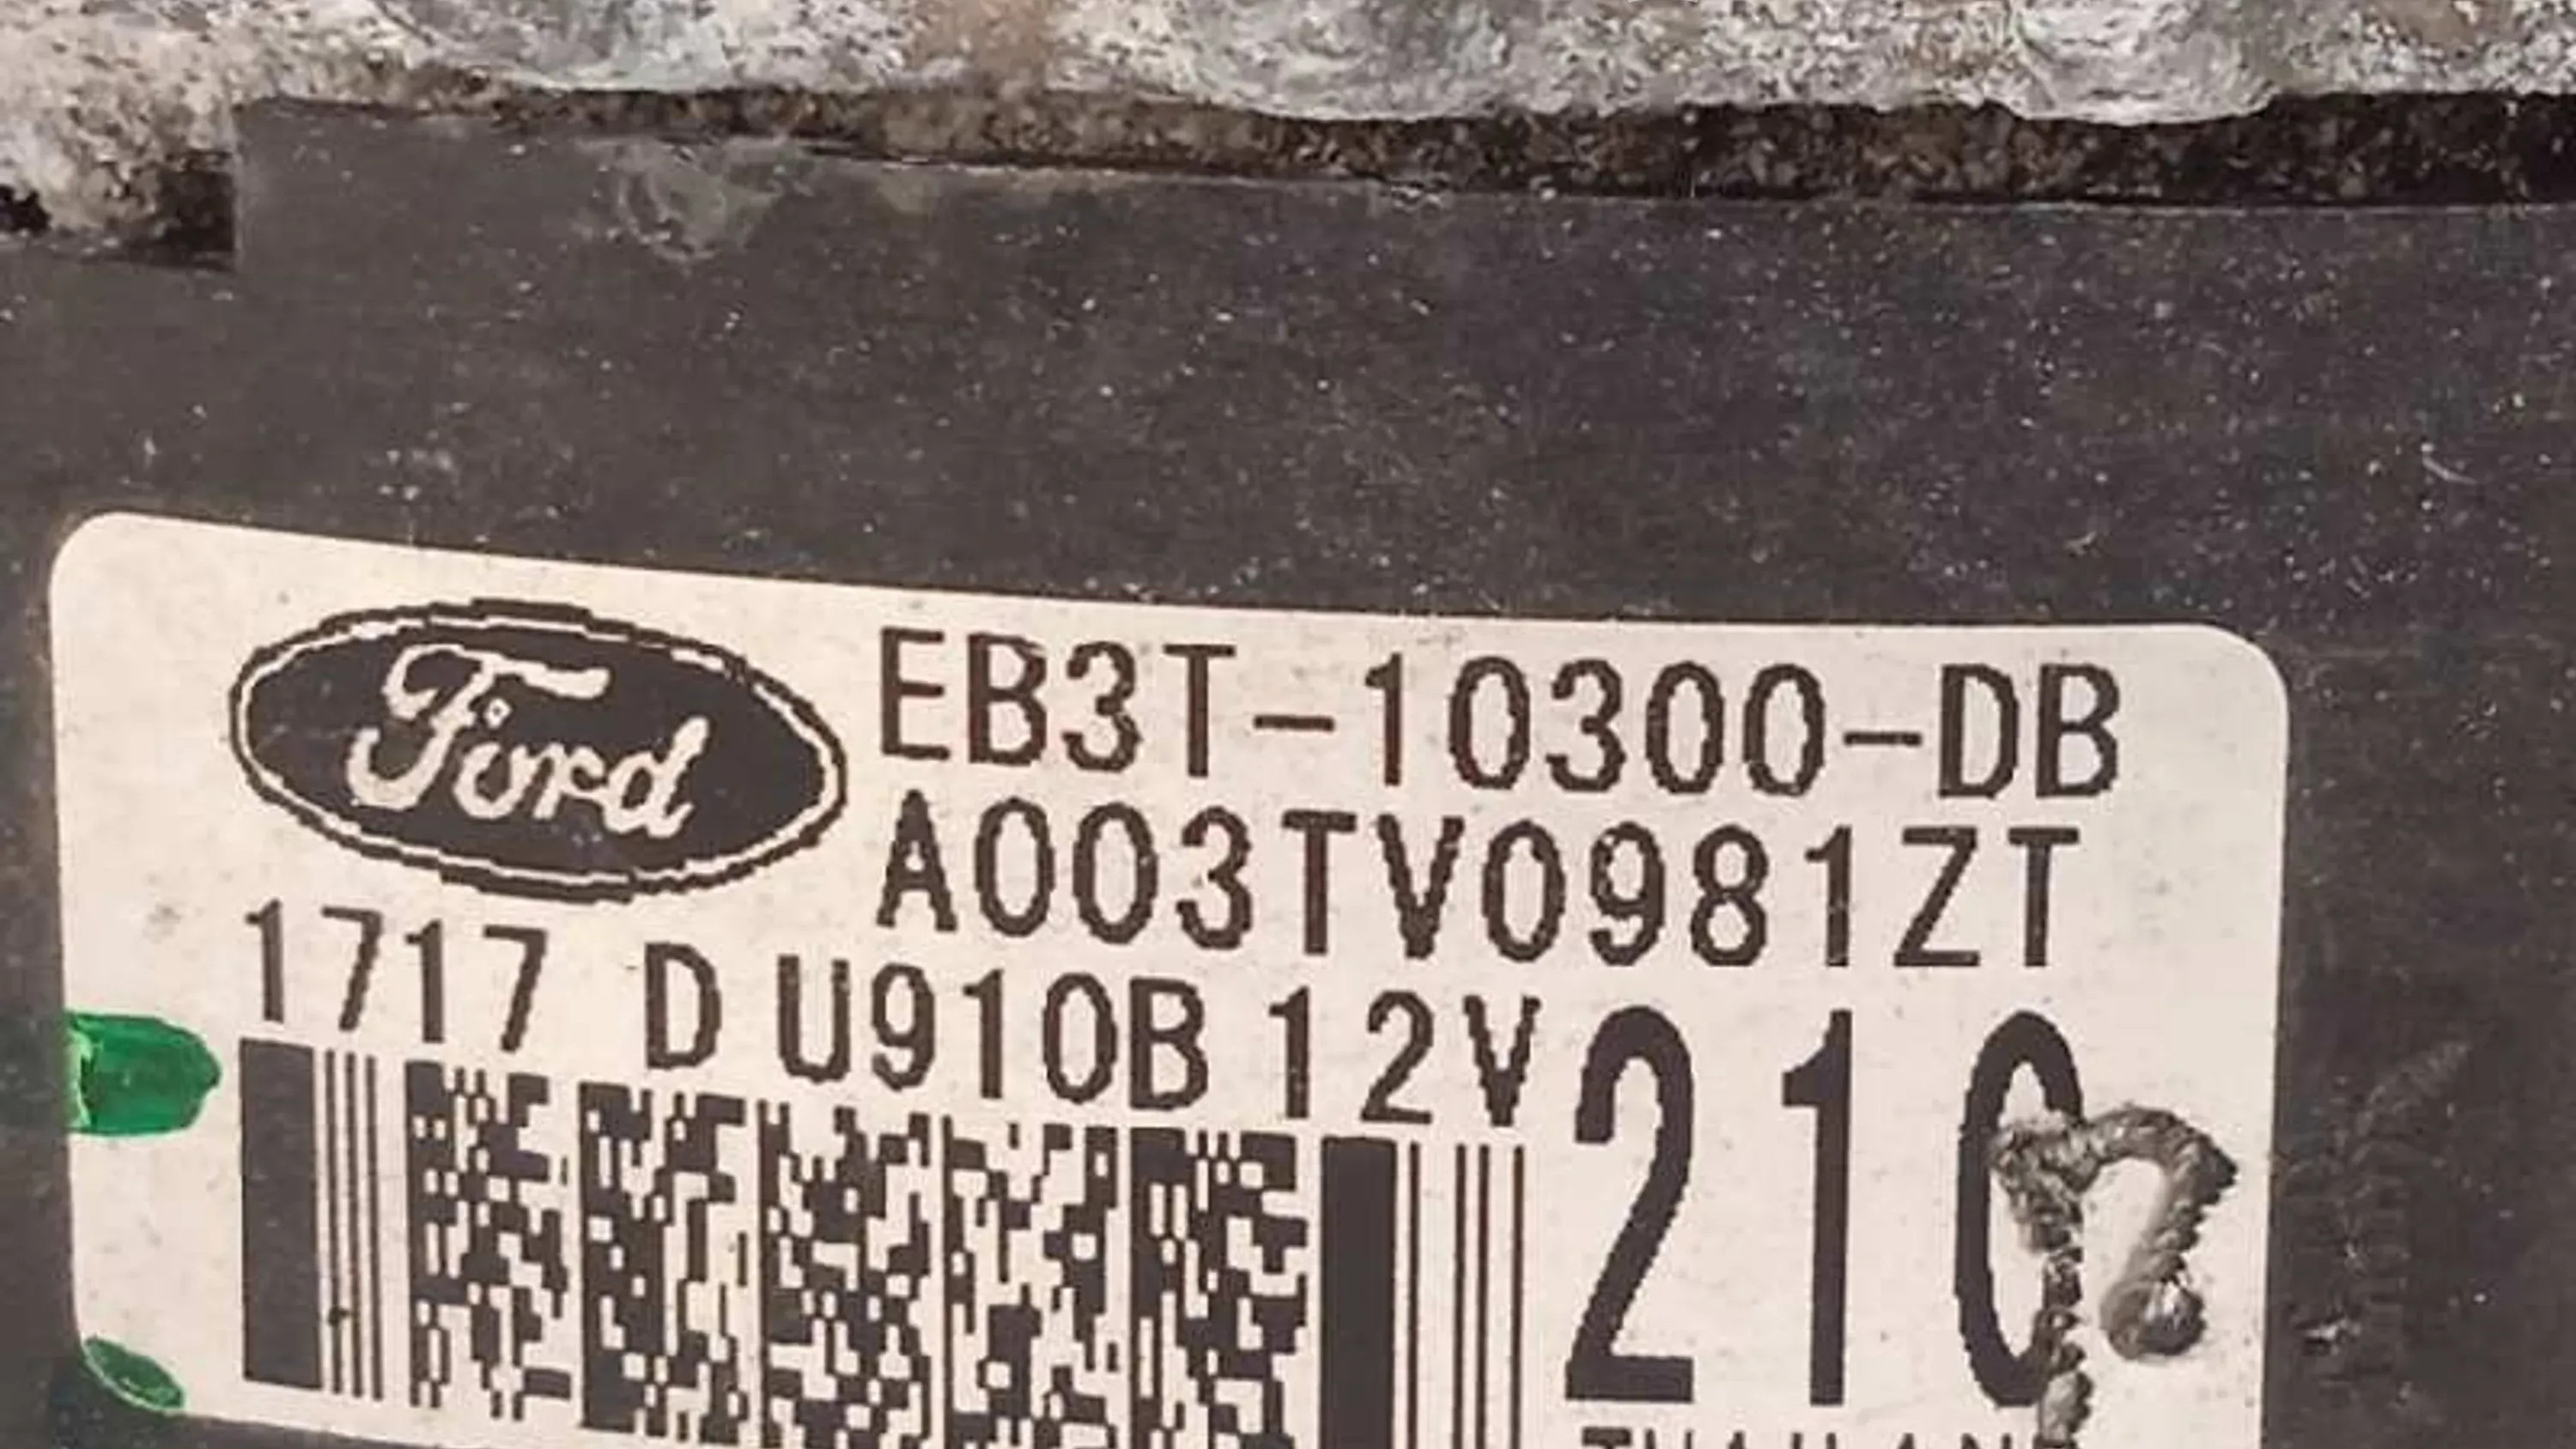 Ford
EB3T-10300-DB
A003TV0981ZT
1717 D U910B 12V
210